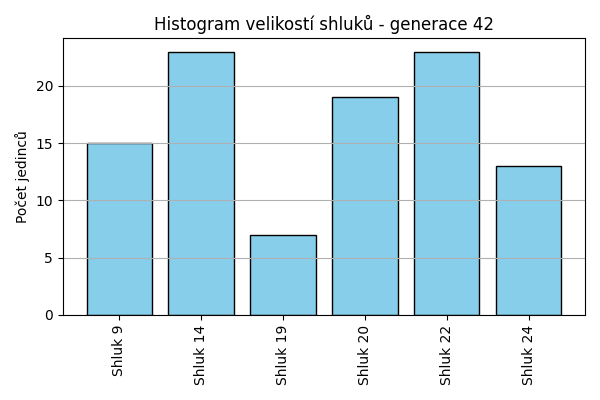 Histogram velikostí shluků - generace 42
Počet jedinců
20
15
10
5
0
Shluk 9
Shluk 14
Shluk 19
Shluk 20
Shluk 22
Shluk 24